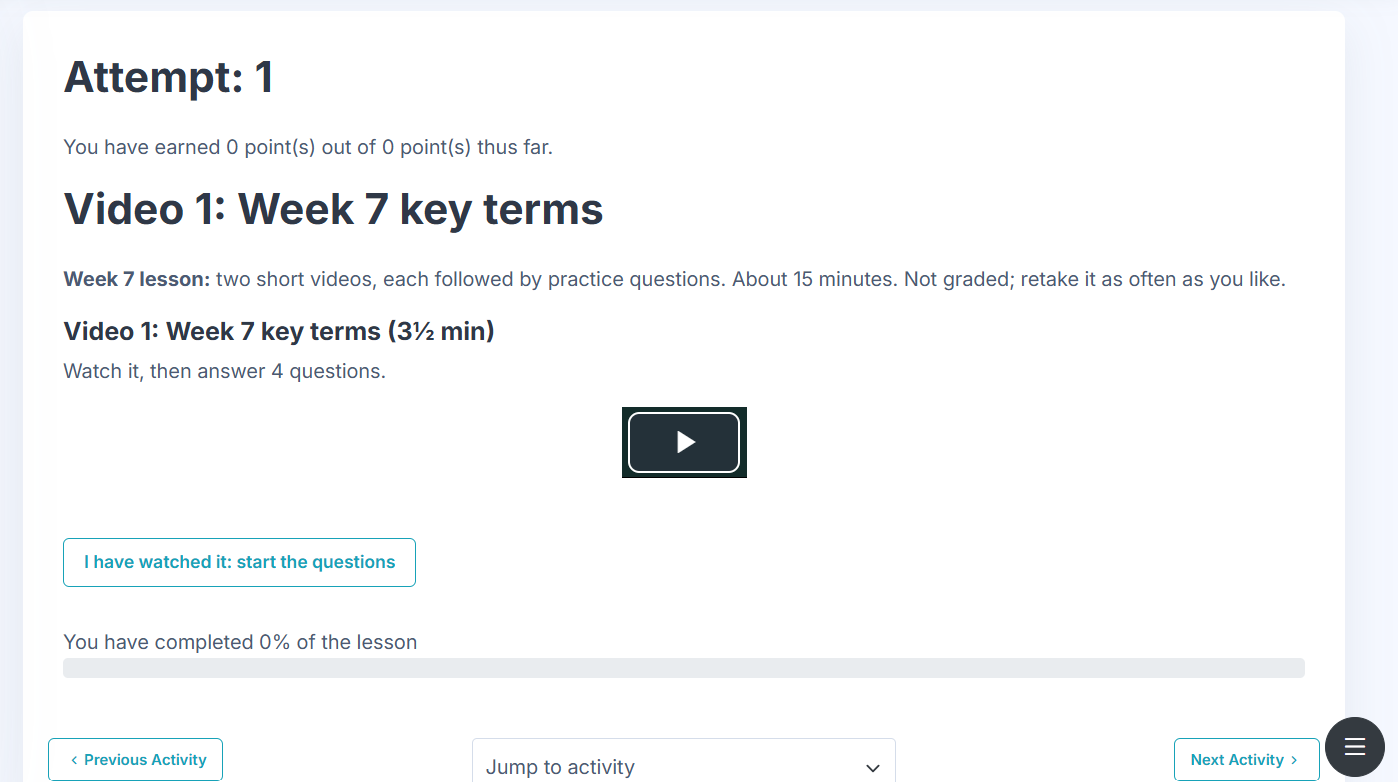 Attempt: 1
You have earned 0 point(s) out of 0 point(s) thus far.
Video 1: Week 7 key terms
Week 7 lesson: two short videos, each followed by practice questions. About 15 minutes. Not graded; retake it as often as you like.
Video 1: Week 7 key terms (3½ min)
Watch it, then answer 4 questions.
I have watched it: start the questions
You have completed 0% of the lesson
‹ Previous Activity
Jump to activity
Next Activity ›